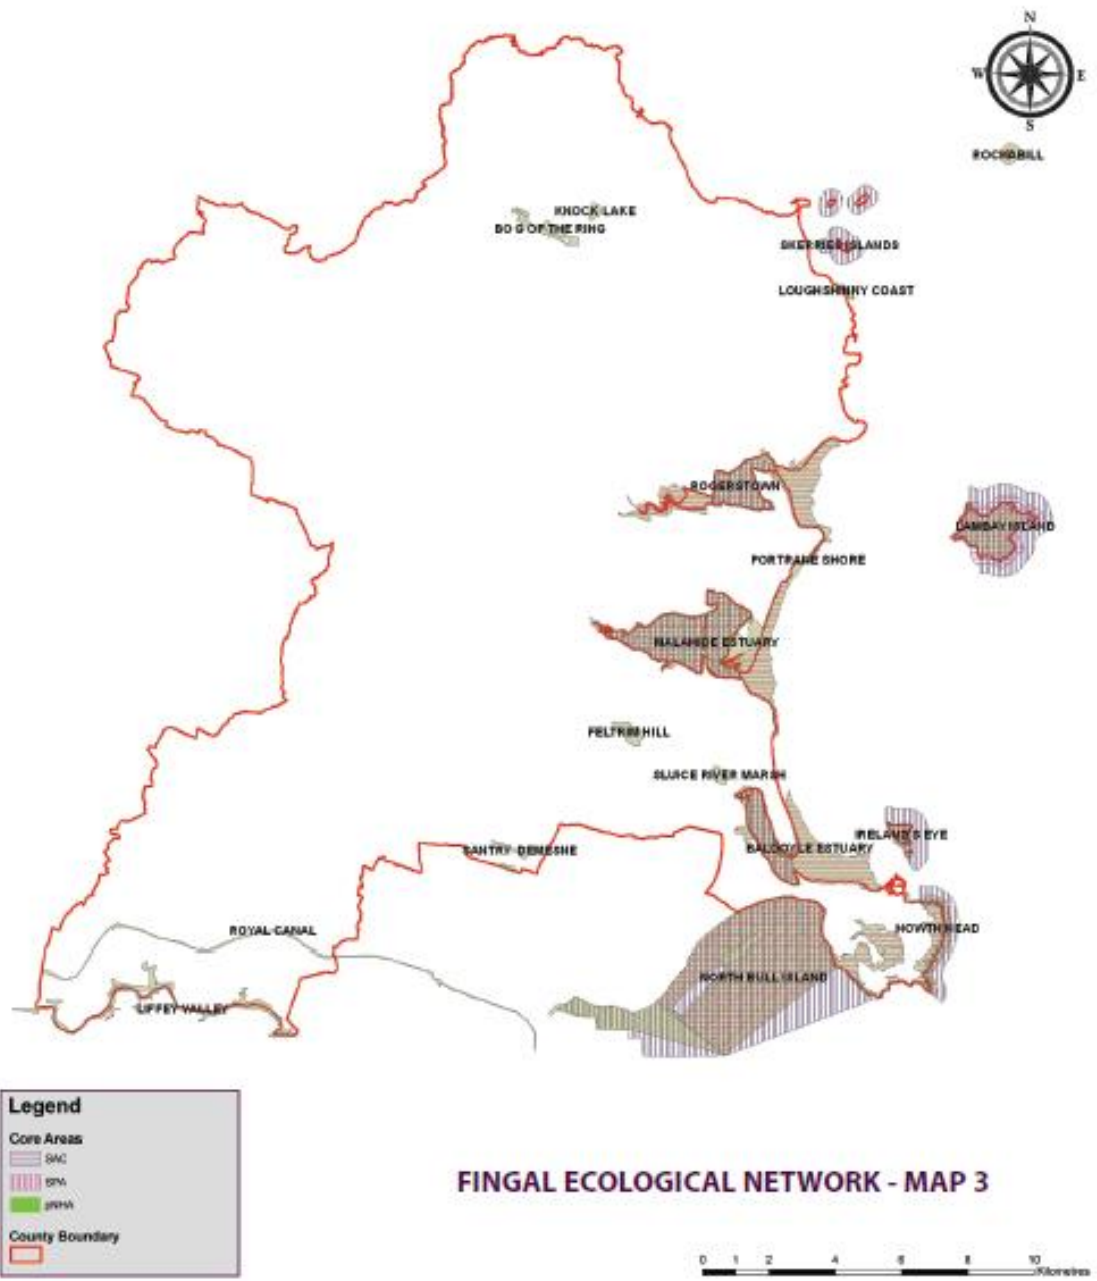 N
W E
S
ROCKABILL
KNOCK LAKE
BOG OF THE RING
SKERRIES ISLANDS
LOUGHSHINNY COAST
ROGERSTOWN
LAMBAY ISLAND
PORTRANE SHORE
MALAHIDE ESTUARY
FELTRIM HILL
SLUICE RIVER MARSH
IRELAND'S EYE
BALDOYLE ESTUARY
SANTRY DEMESNE
HOWTH HEAD
ROYAL CANAL
NORTH BULL ISLAND
LIFFEY VALLEY
Legend
Core Areas
SAC
SPA
pNHA
County Boundary
FINGAL ECOLOGICAL NETWORK - MAP 3
0 1 2 4 6 8 10
Kilometres